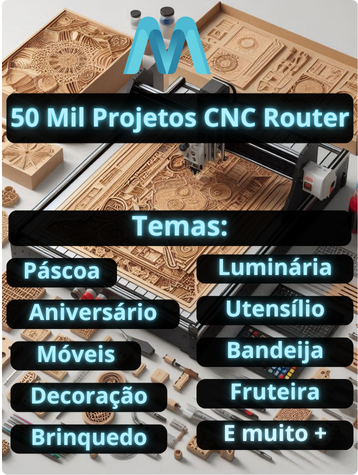 50 Mil Projetos CNC Router
Temas:
Páscoa
Luminária
Aniversário
Utensílio
Móveis
Bandeija
Decoração
Fruteira
Brinquedo
E muito +